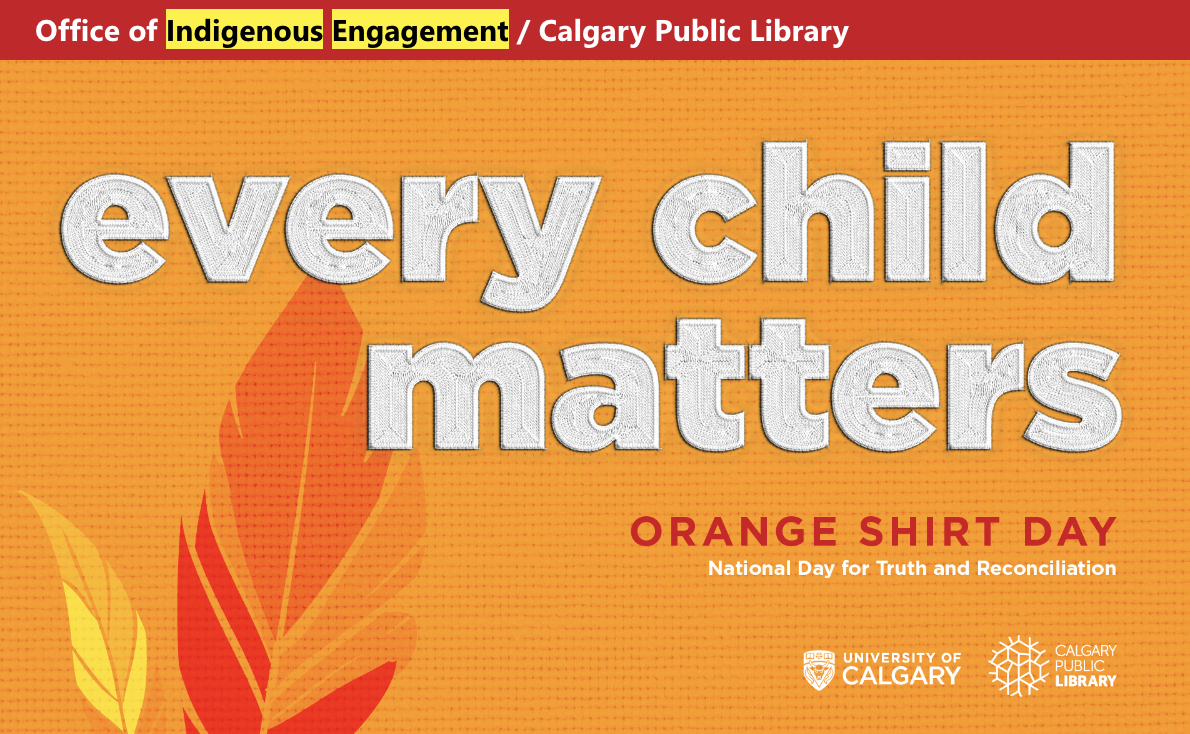 Office of Indigenous Engagement / Calgary Public Library
every child
matters
ORANGE SHIRT DAY
National Day for Truth and Reconciliation
UNIVERSITY OF
CALGARY
CALGARY
PUBLIC
LIBRARY